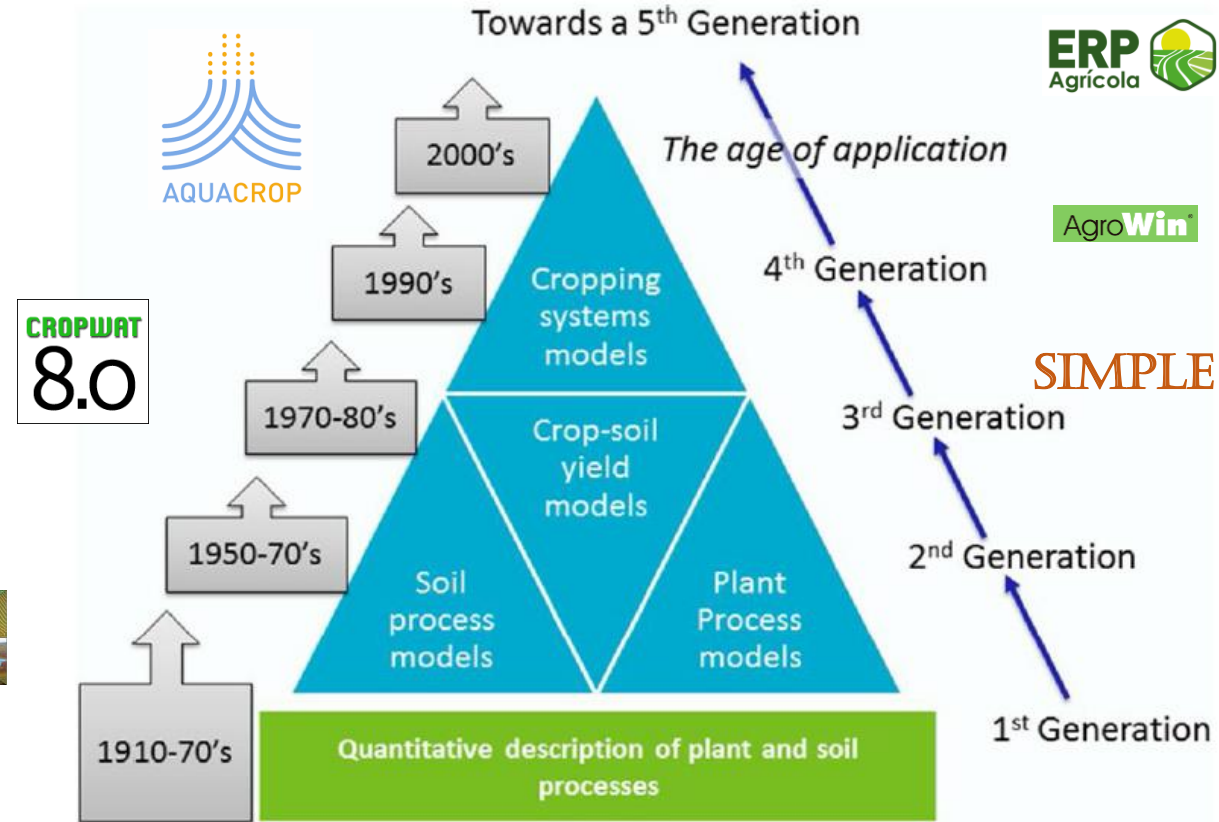 Towards a 5th Generation
ERP
Agrícola
AQUACROP
2000's
The age of application
AgroWin®
1990's
Cropping
systems
models
4th Generation
CROPWAT
8.0
SIMPLE
1970-80's
Crop-soil
yield
models
3rd Generation
1950-70's
2nd Generation
Soil
process
models
Plant
Process
models
1910-70's
Quantitative description of plant and soil
processes
1st Generation